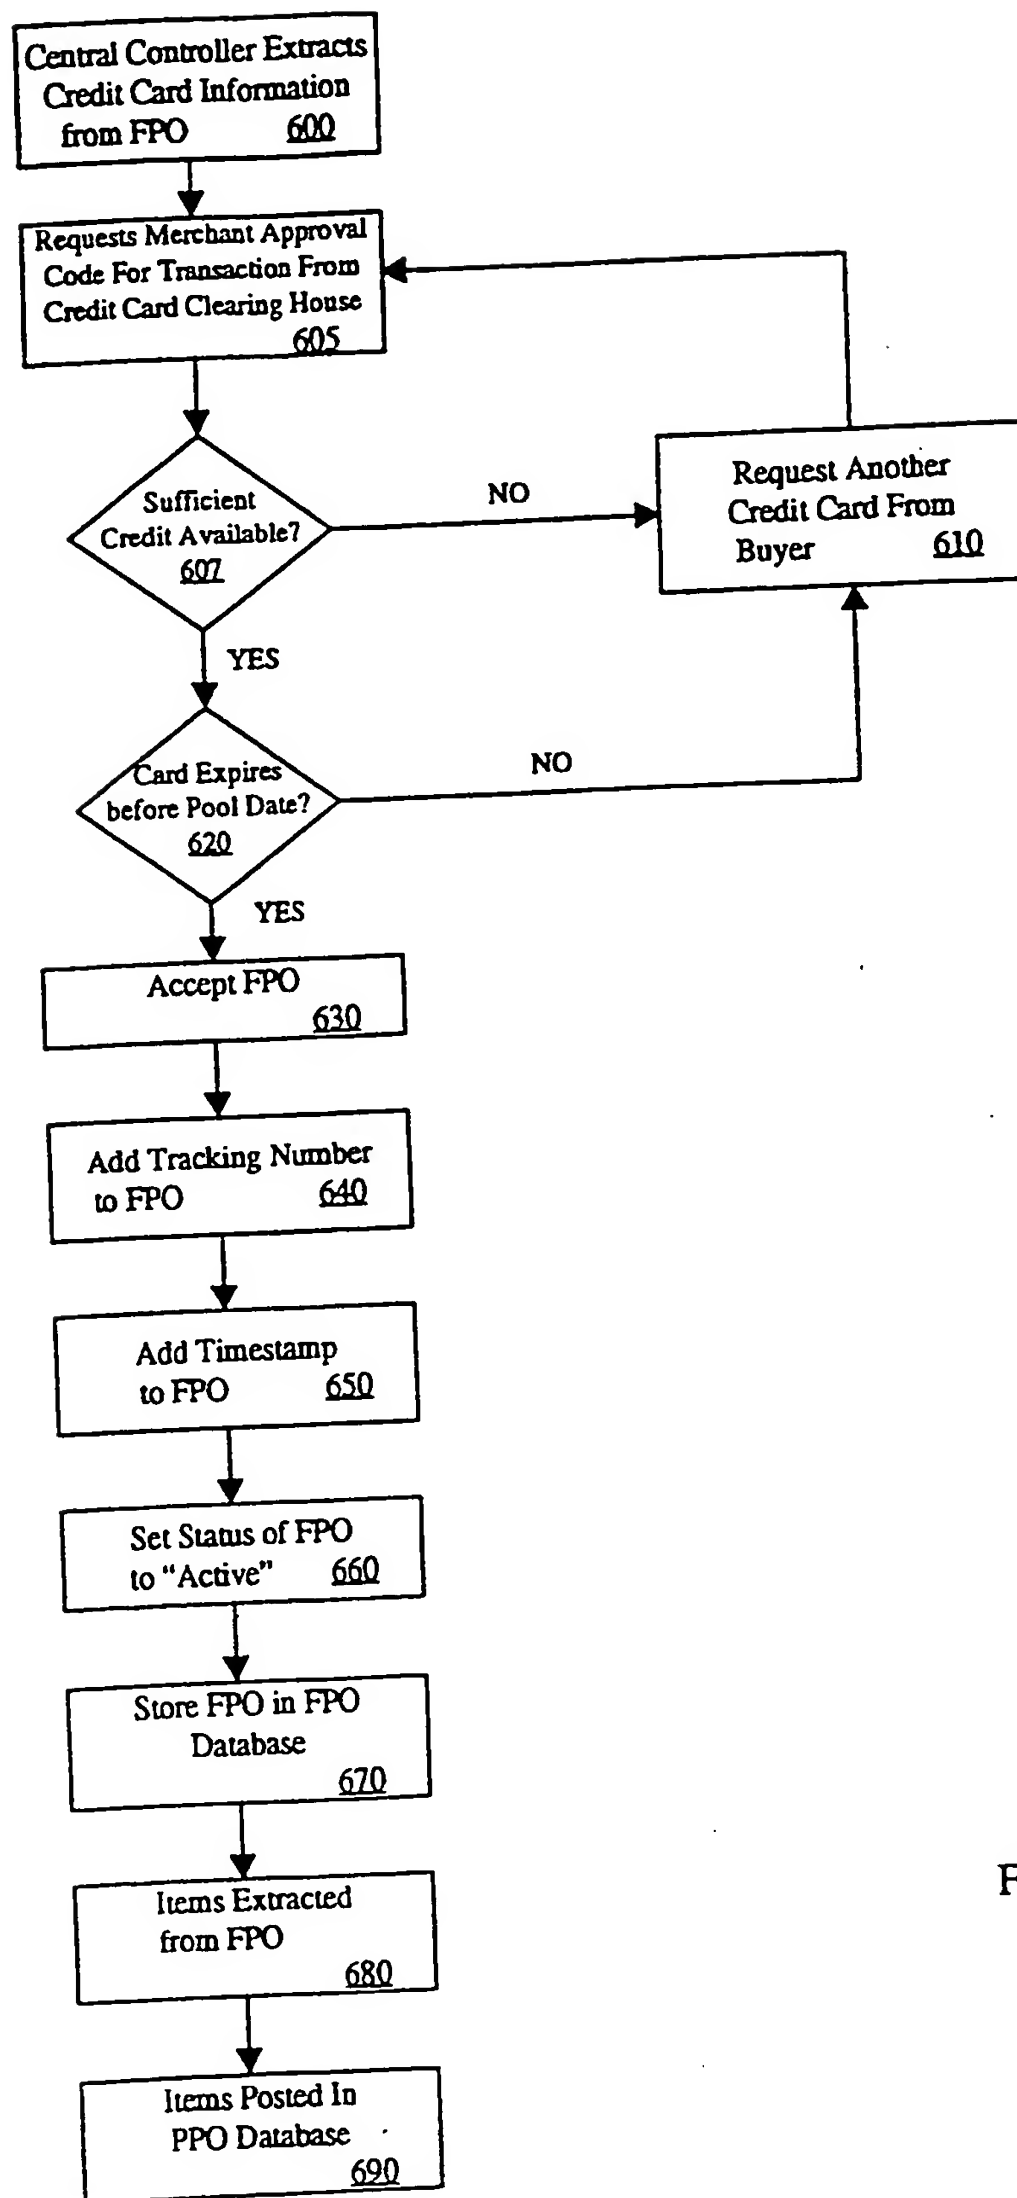 Central Controller Extracts
Credit Card Information
from FPO 600
Requests Merchant Approval
Code For Transaction From
Credit Card Clearing House
605
Sufficient
Credit Available?
607
NO
Request Another
Credit Card From
Buyer 610
YES
Card Expires
before Pool Date?
620
NO
YES
Accept FPO
630
Add Tracking Number
to FPO 640
Add Timestamp
to FPO 650
Set Status of FPO
to “Active” 660
Store FPO in FPO
Database
670
Items Extracted
from FPO
680
F
Items Posted In
PPO Database
690